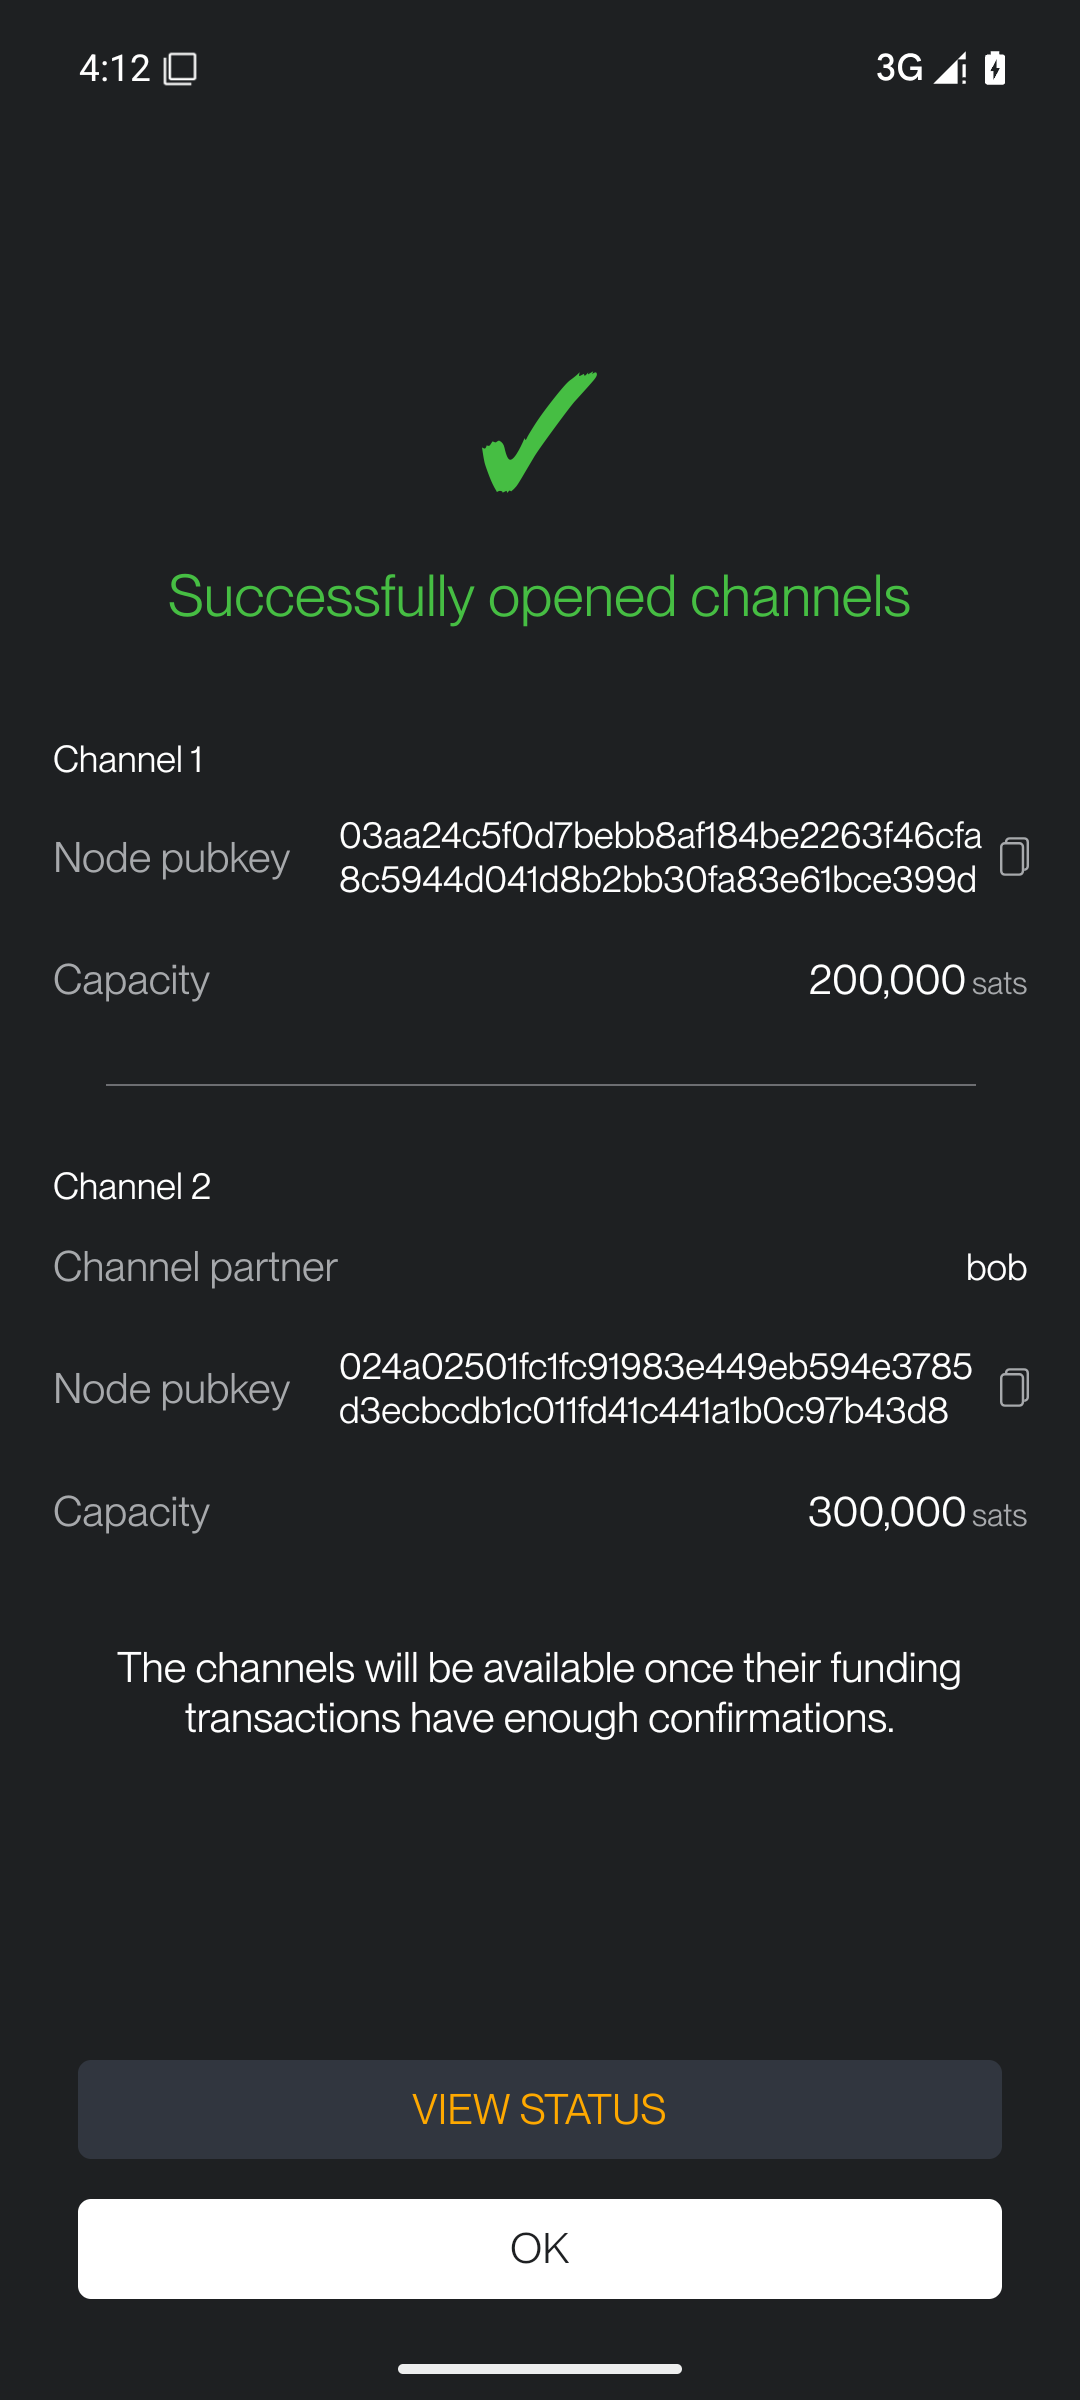 4:12
3G
Successfully opened channels
Channel 1
Node pubkey
03aa24c5f0d7bebb8af184be2263f46cfa
8c5944d041d8b2bb30fa83e61bce399d
Capacity
200,000 sats
Channel 2
Channel partner
bob
Node pubkey
024a02501fc1fc91983e449eb594e3785
d3ecbcdb1c011fd41c441a1b0c97b43d8
Capacity
300,000 sats
The channels will be available once their funding
transactions have enough confirmations.
VIEW STATUS
OK